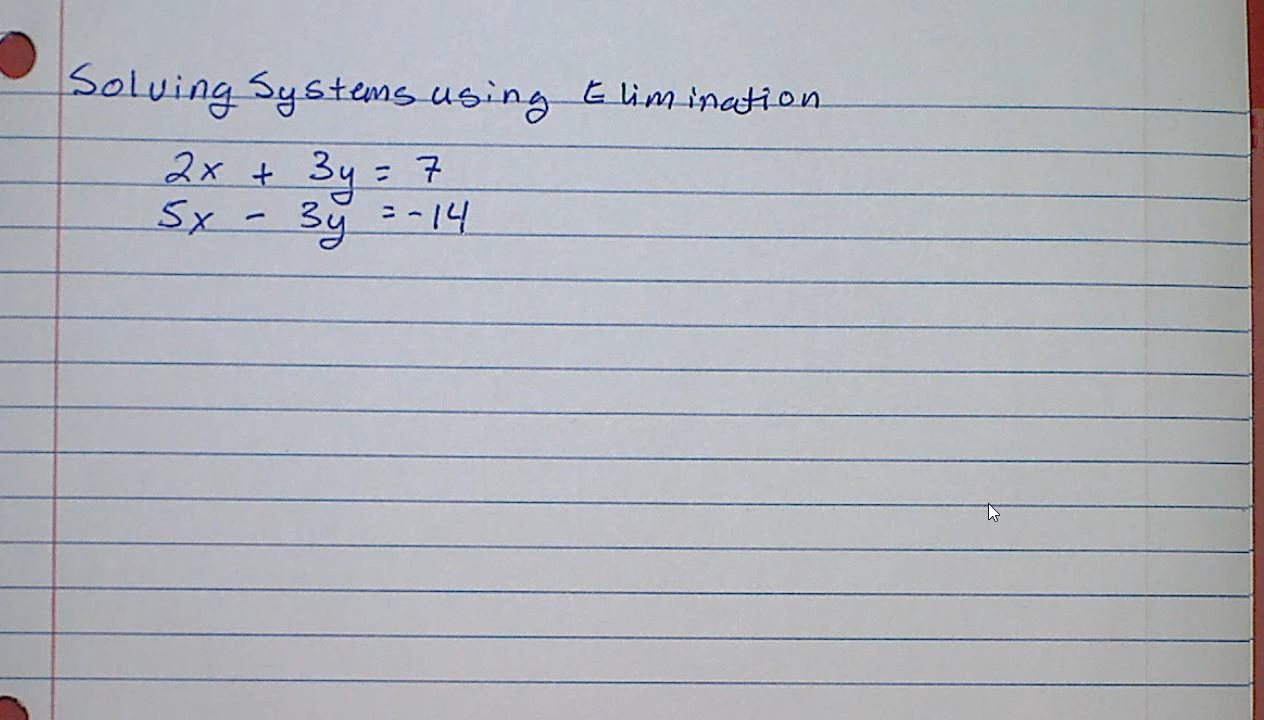 Solving Systems using Elimination
2x + 3y = 7
5x - 3y = -14